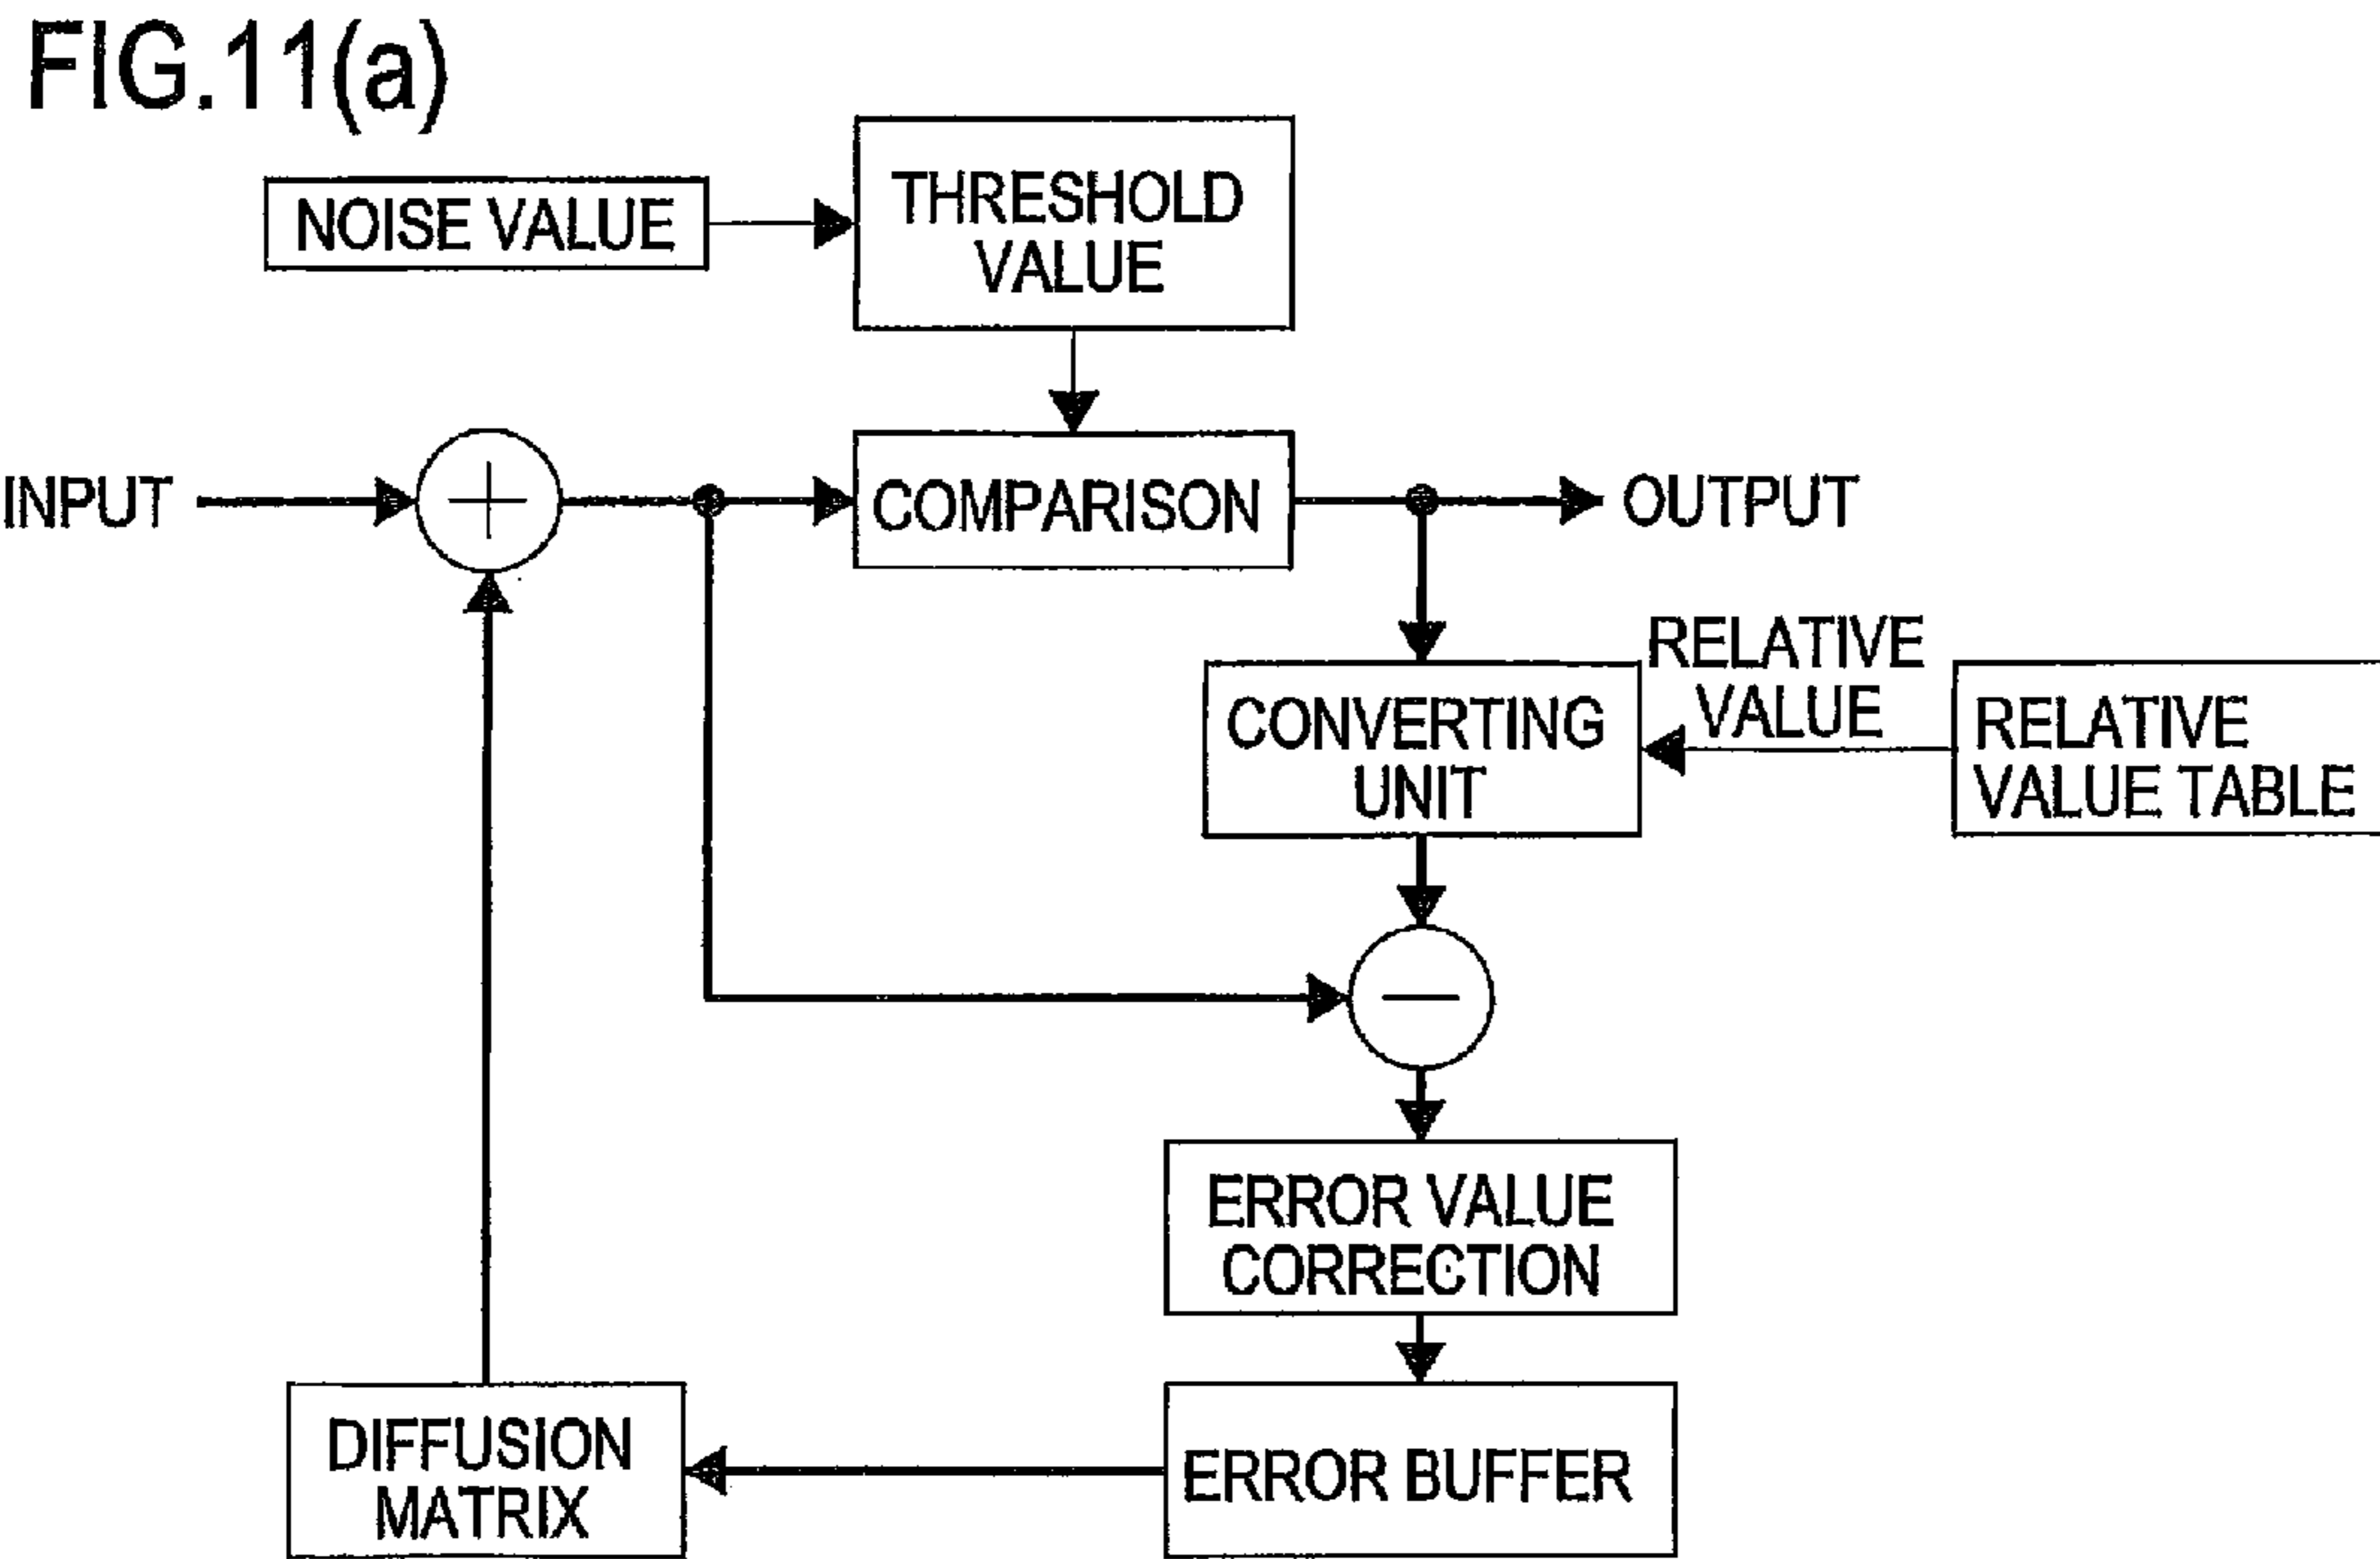 FIG.11(a)
NOISE VALUE
THRESHOLD
VALUE
INPUT
+
COMPARISON
OUTPUT
RELATIVE
VALUE
CONVERTING
UNIT
RELATIVE
VALUE TABLE
−
ERROR VALUE
CORRECTION
DIFFUSION
MATRIX
ERROR BUFFER